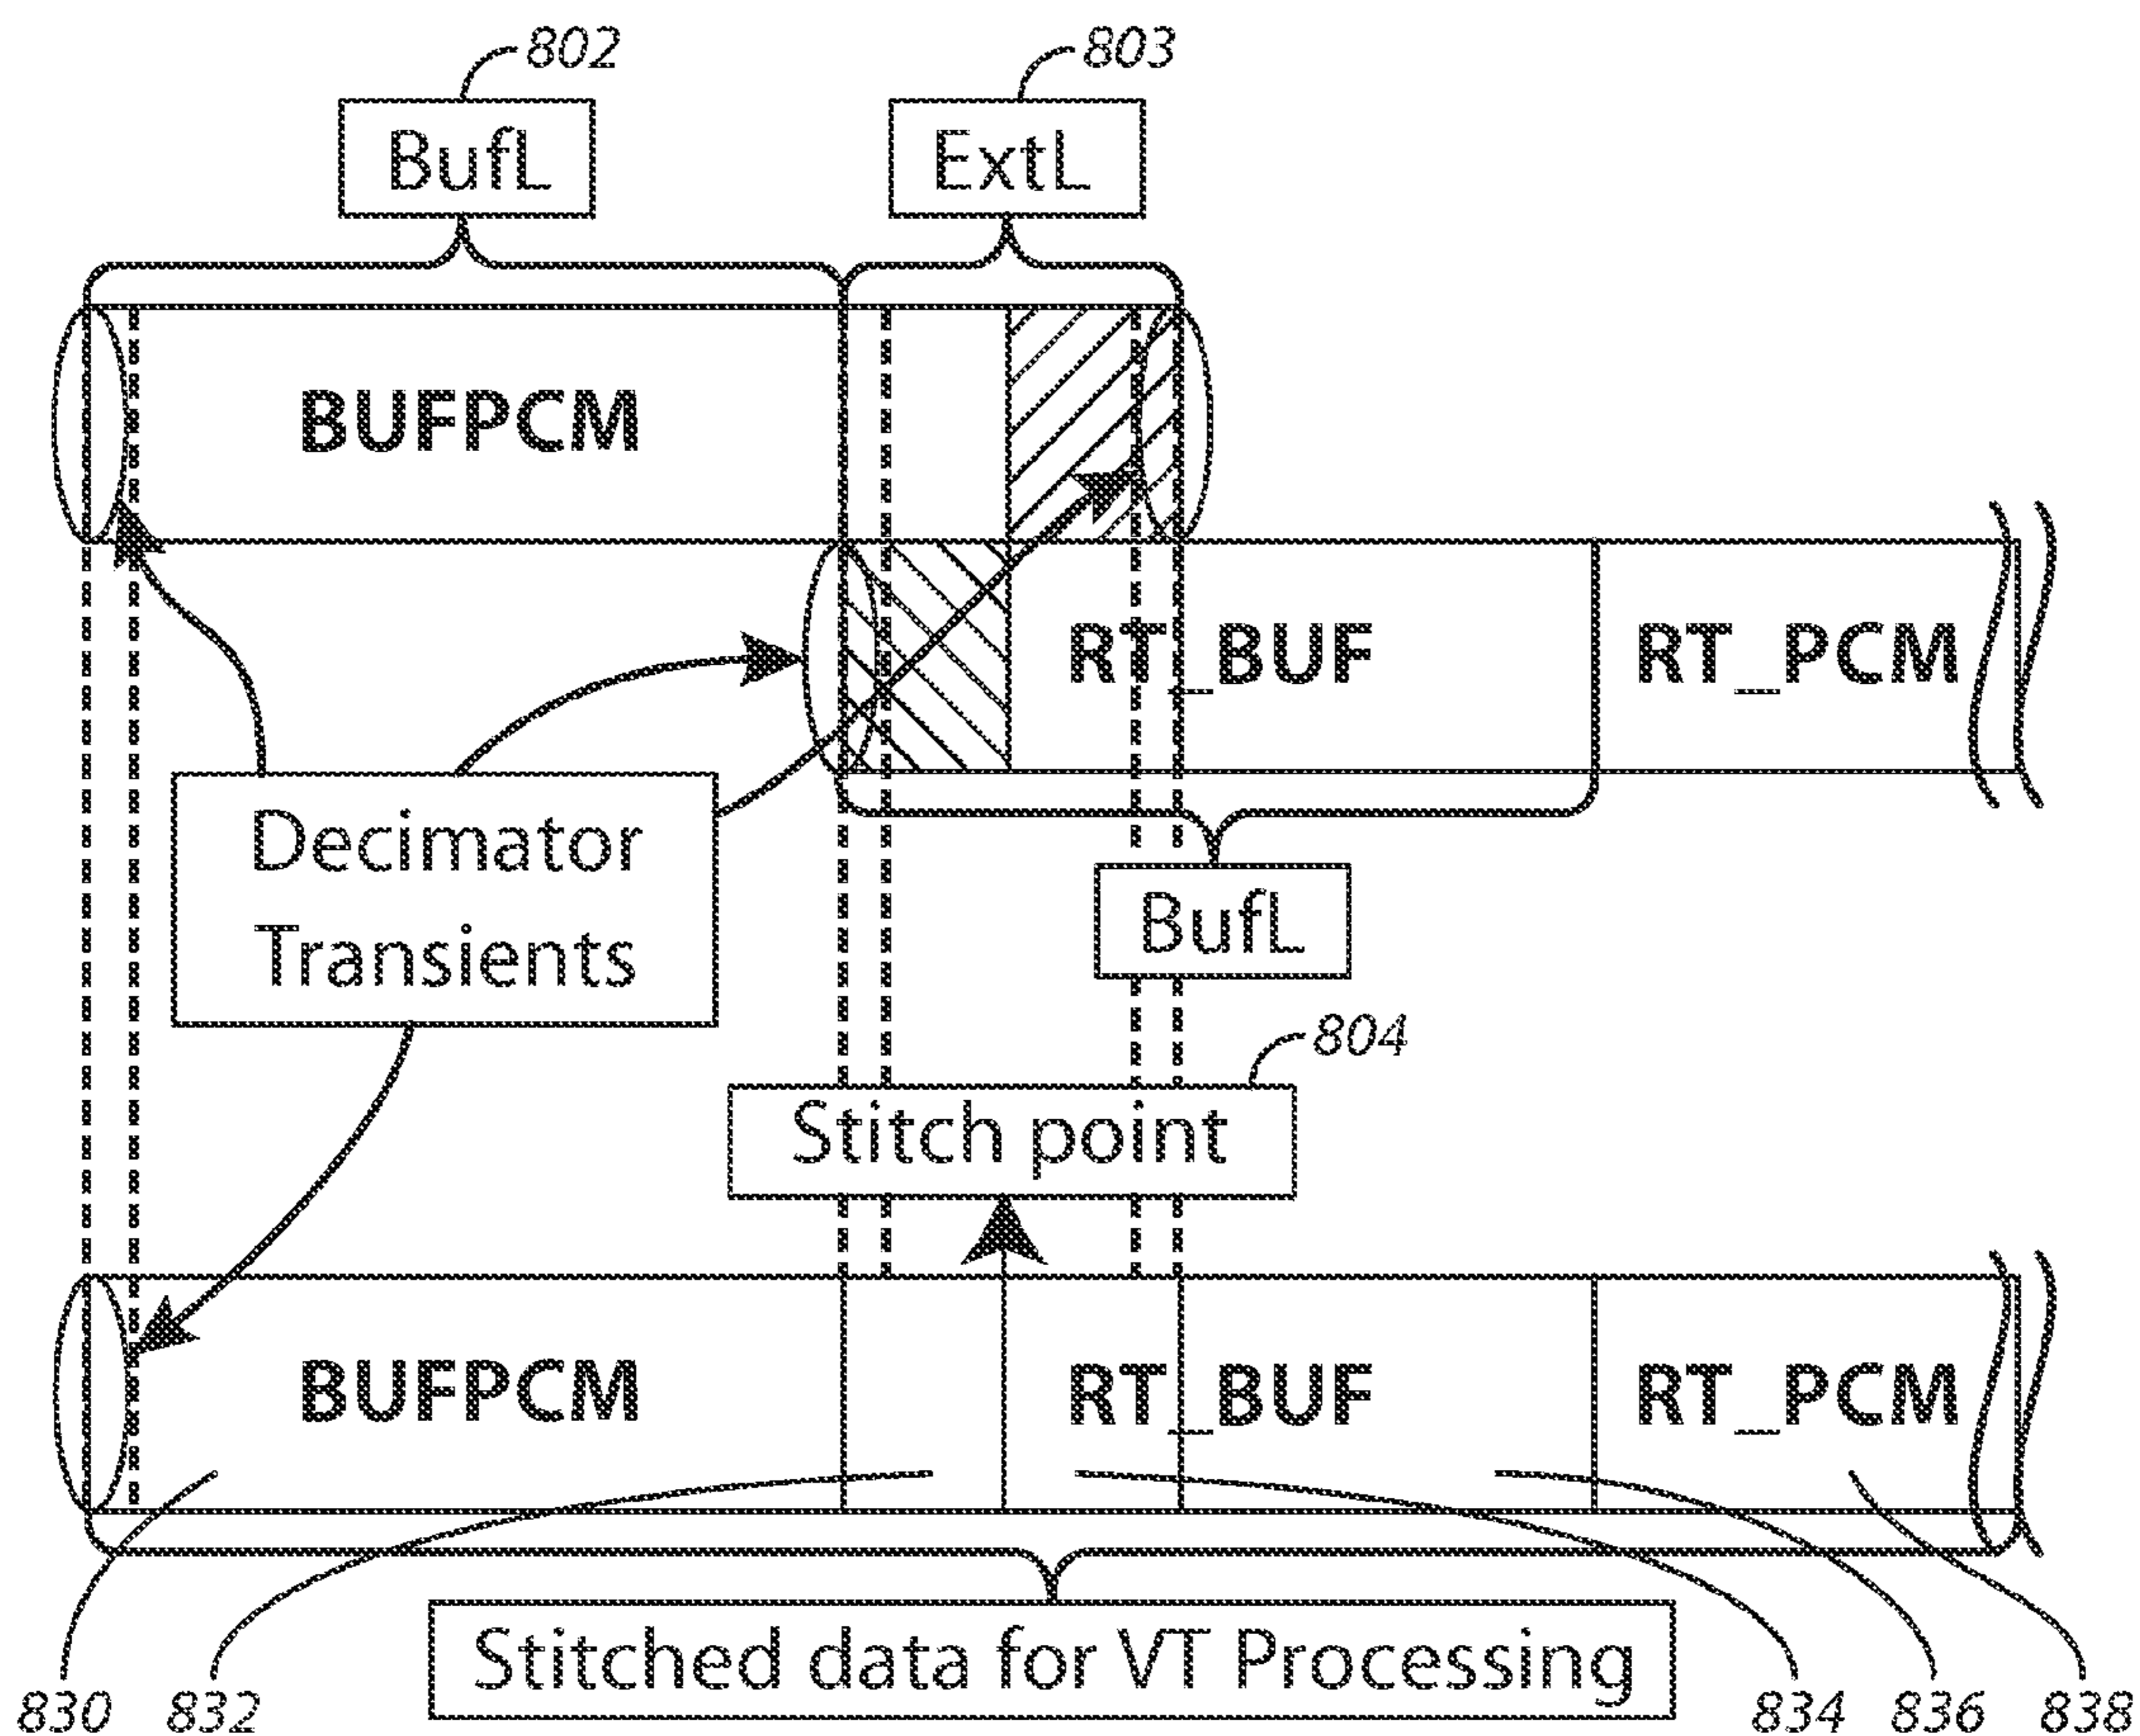 802
803
BufL
ExtL
BUFPCM
RT_BUF
RT_PCM
Decimator
Transients
BufL
804
Stitch point
BUFPCM
RT_BUF
RT_PCM
Stitched data for VT Processing
830
832
834
836
838